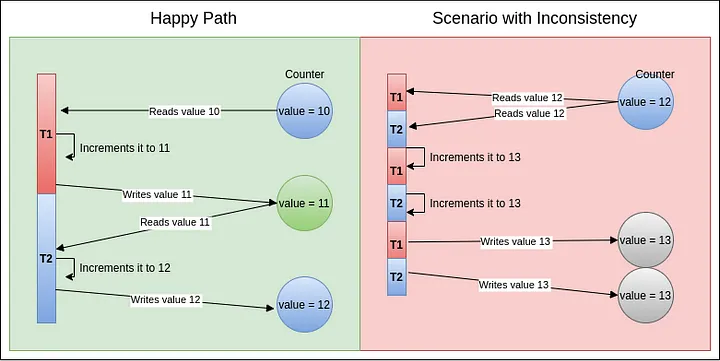 Happy Path
Scenario with Inconsistency
Counter
Reads value 10
value = 10
T1
Increments it to 11
Writes value 11
value = 11
Reads value 11
T2
Increments it to 12
Writes value 12
value = 12
Counter
T1
Reads value 12
value = 12
Reads value 12
T2
T1
Increments it to 13
T2
Increments it to 13
T1
Writes value 13
value = 13
T2
Writes value 13
value = 13